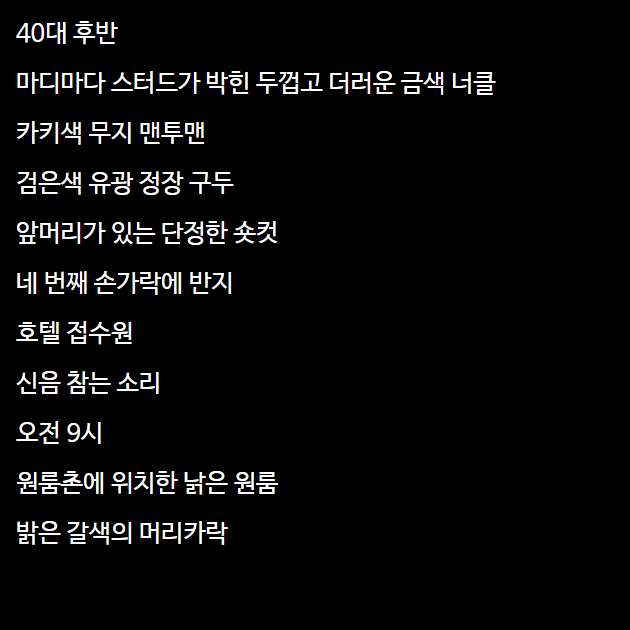 40대 후반
마디마다 스터드가 박힌 두껍고 더러운 금색 너클
카키색 무지 맨투맨
검은색 유광 정장 구두
앞머리가 있는 단정한 숏컷
네 번째 손가락에 반지
호텔 접수원
신음 참는 소리
오전 9시
원룸촌에 위치한 낡은 원룸
밝은 갈색의 머리카락